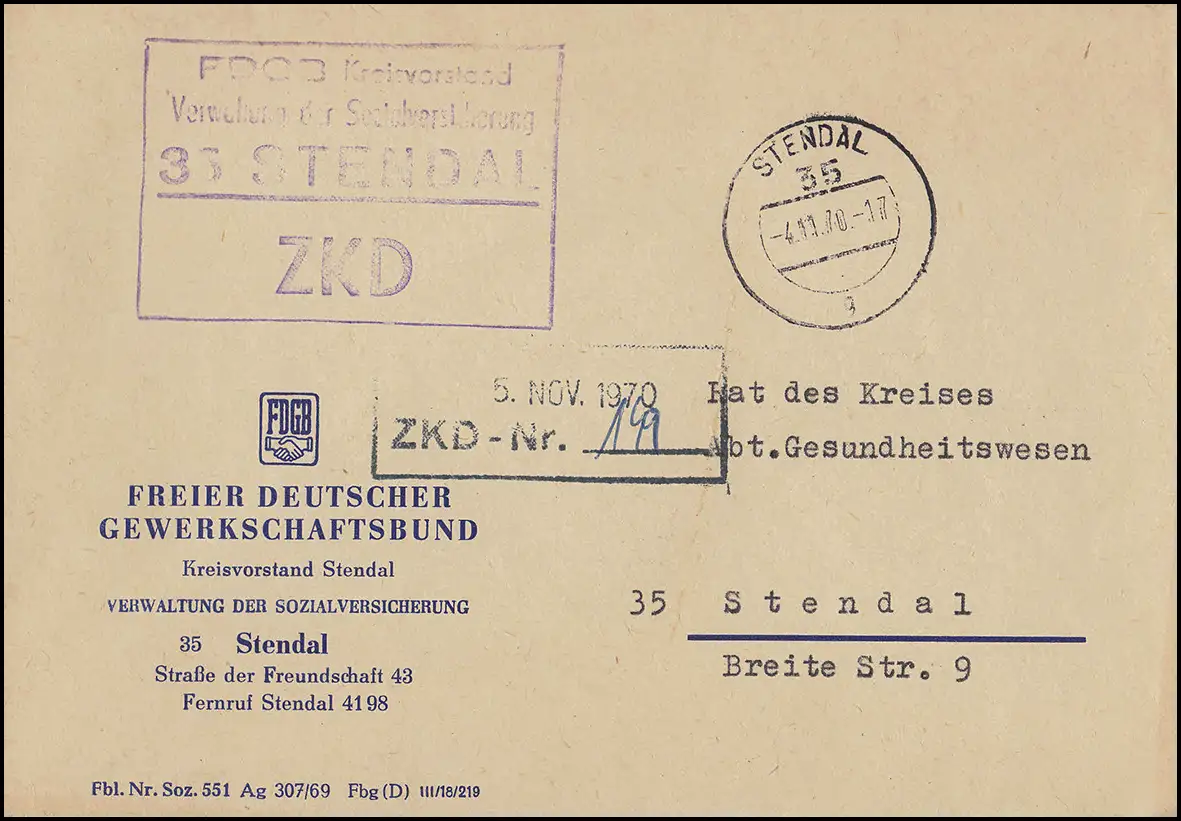 FDGB Kreisvorstand
Verwaltung der Sozialversicherung
35 STENDAL
ZKD
STENDAL
35
-4.11.70.-17
g
5. NOV. 1970
ZKD-Nr. 149
Rat des Kreises
Abt.Gesundheitswesen
35 Stendal
Breite Str. 9
FDGB
FREIER DEUTSCHER
GEWERKSCHAFTSBUND
Kreisvorstand Stendal
VERWALTUNG DER SOZIALVERSICHERUNG
35 Stendal
Straße der Freundschaft 43
Fernruf Stendal 4198
Fbl. Nr. Soz. 551 Ag 307/69 Fbg (D) III/18/219